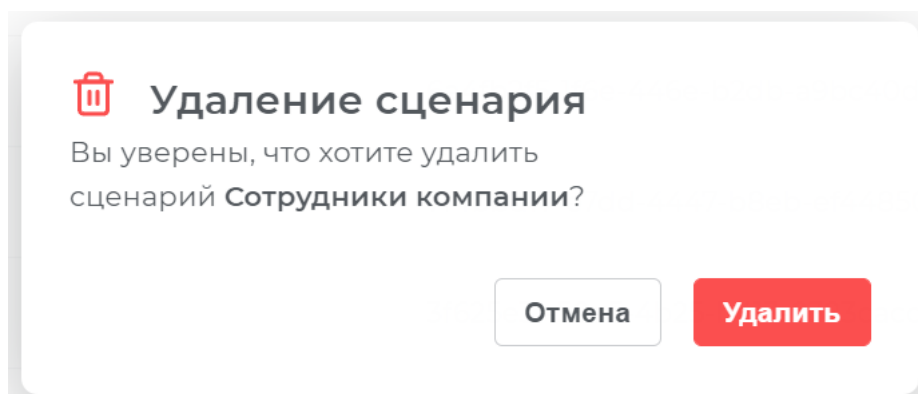 Удаление сценария
Вы уверены, что хотите удалить
сценарий Сотрудники компании?
Отмена
Удалить